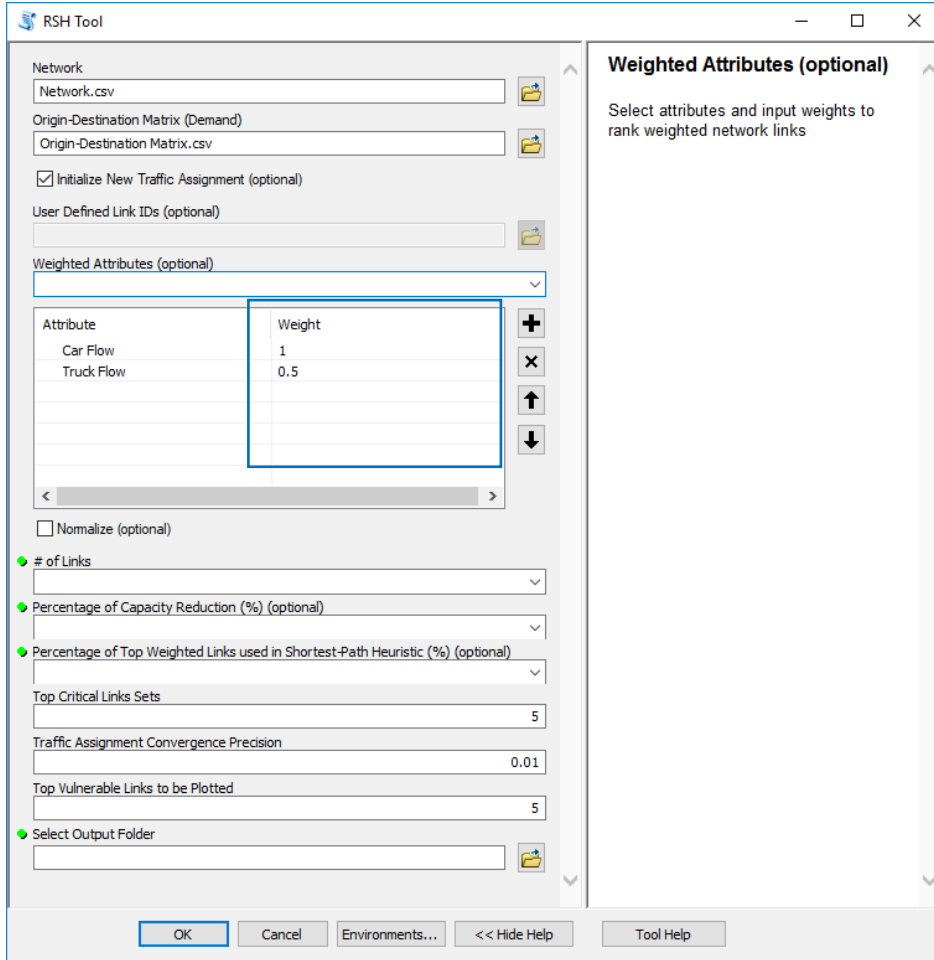 RSH Tool
Network
Network.csv
Origin-Destination Matrix (Demand)
Origin-Destination Matrix.csv
Initialize New Traffic Assignment (optional)
User Defined Link IDs (optional)
Weighted Attributes (optional)
Attribute Weight
Car Flow 1
Truck Flow 0.5
Normalize (optional)
# of Links
Percentage of Capacity Reduction (%) (optional)
Percentage of Top Weighted Links used in Shortest-Path Heuristic (%) (optional)
Top Critical Links Sets
5
Traffic Assignment Convergence Precision
0.01
Top Vulnerable Links to be Plotted
5
Select Output Folder
Weighted Attributes (optional)
Select attributes and input weights to
rank weighted network links
OK Cancel Environments... << Hide Help Tool Help